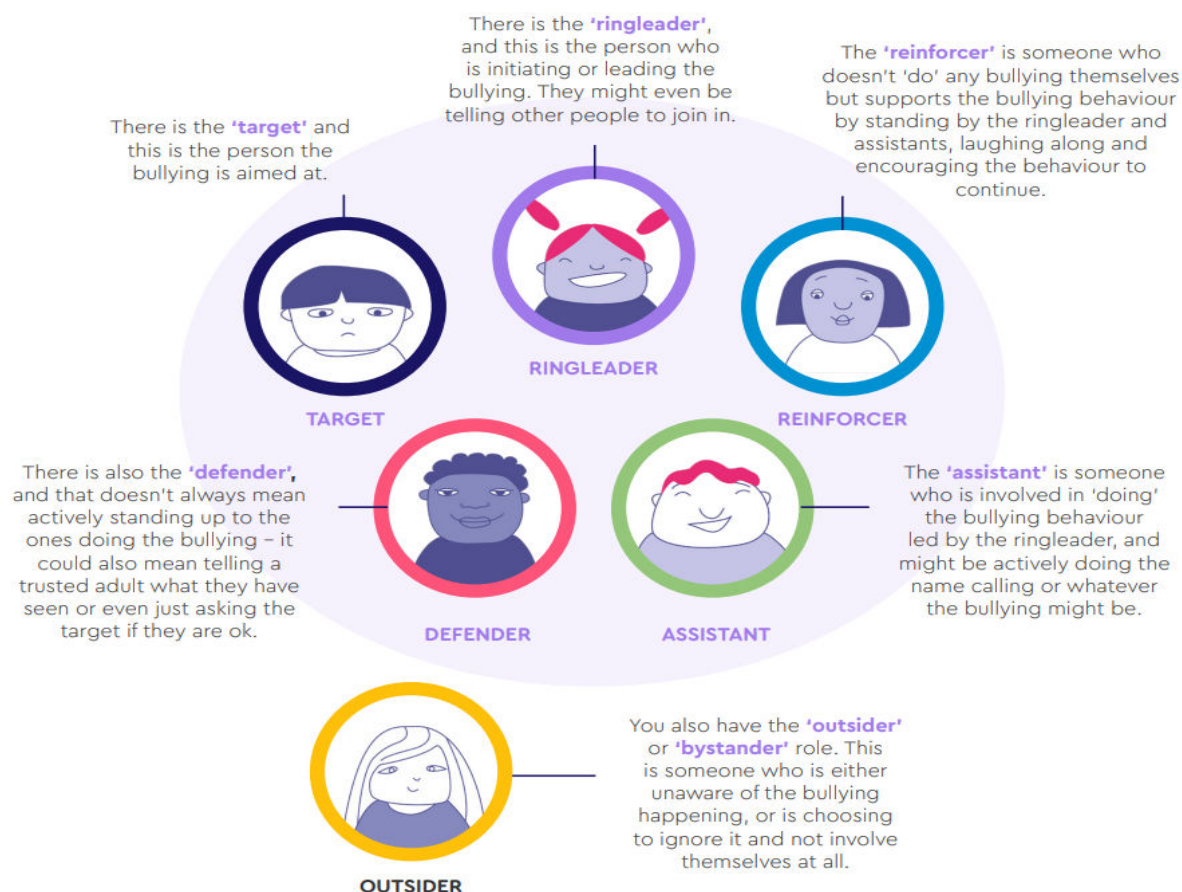 There is the ‘ringleader’,
and this is the person who
is initiating or leading the
bullying. They might even be
telling other people to join in.
The ‘reinforcer’ is someone who
doesn't ‘do’ any bullying themselves
but supports the bullying behaviour
by standing by the ringleader and
assistants, laughing along and
encouraging the behaviour to
continue.
There is the ‘target’ and
this is the person the
bullying is aimed at.
RINGLEADER
TARGET
REINFORCER
There is also the ‘defender’,
and that doesn't always mean
actively standing up to the
ones doing the bullying – it
could also mean telling a
trusted adult what they have
seen or even just asking the
target if they are ok.
The ‘assistant’ is someone
who is involved in ‘doing’
the bullying behaviour
led by the ringleader, and
might be actively doing the
name calling or whatever
the bullying might be.
DEFENDER
ASSISTANT
You also have the ‘outsider’
or ‘bystander’ role. This
is someone who is either
unaware of the bullying
happening, or is choosing
to ignore it and not involve
themselves at all.
OUTSIDER